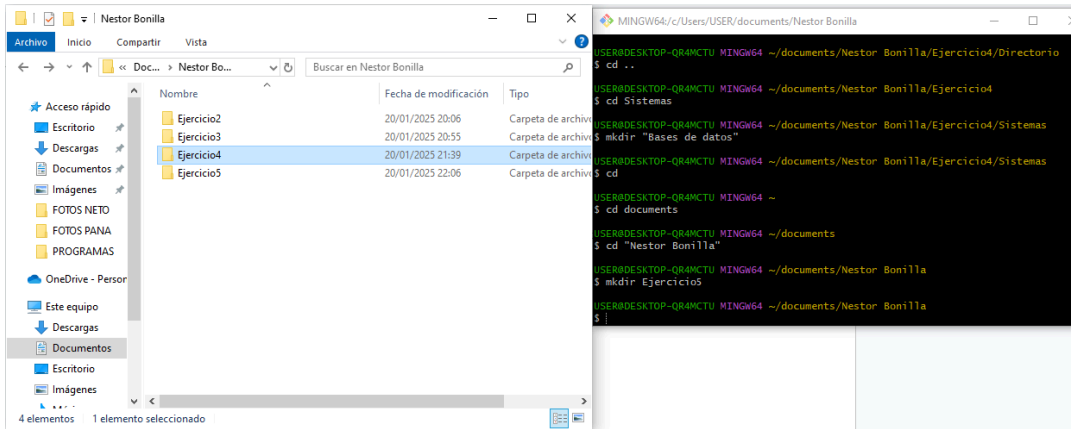 Nestor Bonilla
Archivo Inicio Compartir Vista
« Doc... > Nestor Bo... Buscar en Nestor Bonilla
Nombre Fecha de modificación Tipo
Acceso rápido
Escritorio
Descargas
Documentos
Imágenes
FOTOS NETO
FOTOS PANA
PROGRAMAS
OneDrive - Person
Este equipo
Descargas
Documentos
Escritorio
Imágenes
Ejercicio2 20/01/2025 20:06 Carpeta de archivo
Ejercicio3 20/01/2025 20:55 Carpeta de archivo
Ejercicio4 20/01/2025 21:39 Carpeta de archivo
Ejercicio5 20/01/2025 22:06 Carpeta de archivo
4 elementos 1 elemento seleccionado
MINGW64:/c/Users/USER/documents/Nestor Bonilla
USER@DESKTOP-QR4MCTU MINGW64 ~/documents/Nestor Bonilla/Ejercicio4/Directorio
$ cd ..
USER@DESKTOP-QR4MCTU MINGW64 ~/documents/Nestor Bonilla/Ejercicio4
$ cd Sistemas
USER@DESKTOP-QR4MCTU MINGW64 ~/documents/Nestor Bonilla/Ejercicio4/Sistemas
$ mkdir "Bases de datos"
USER@DESKTOP-QR4MCTU MINGW64 ~/documents/Nestor Bonilla/Ejercicio4/Sistemas
$ cd
USER@DESKTOP-QR4MCTU MINGW64 ~
$ cd documents
USER@DESKTOP-QR4MCTU MINGW64 ~/documents
$ cd "Nestor Bonilla"
USER@DESKTOP-QR4MCTU MINGW64 ~/documents/Nestor Bonilla
$ mkdir Ejercicio5
USER@DESKTOP-QR4MCTU MINGW64 ~/documents/Nestor Bonilla
$